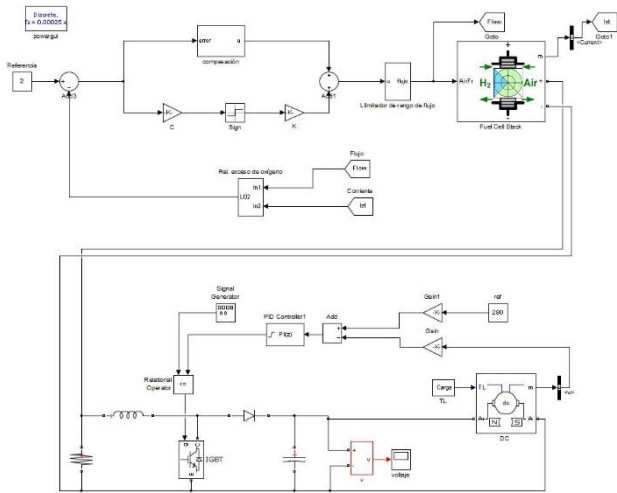 Discrete,
Ts = 0.00025 s
powergui
Referencia
2
Add3
error
u
compesación
C
Sign
K
Add1
u
flujo
Limitador de rango de flujo
Flow
Goto
Ist
Goto1
<Current>
AirFr
H2
Air
m
+
-
Fuel Cell Stack
Rel. exceso de oxígeno
LO2
In1
In2
Flujo
Flow
Corriente
Ist
Signal
Generator
PID Controller1
PI(z)
Add
Gain1
-K-
ref
280
Gain
-K-
Relational
Operator
<=
IGBT
Carga
TL
TL
m
dc
A+
A-
N
S
DC
v
voltaje